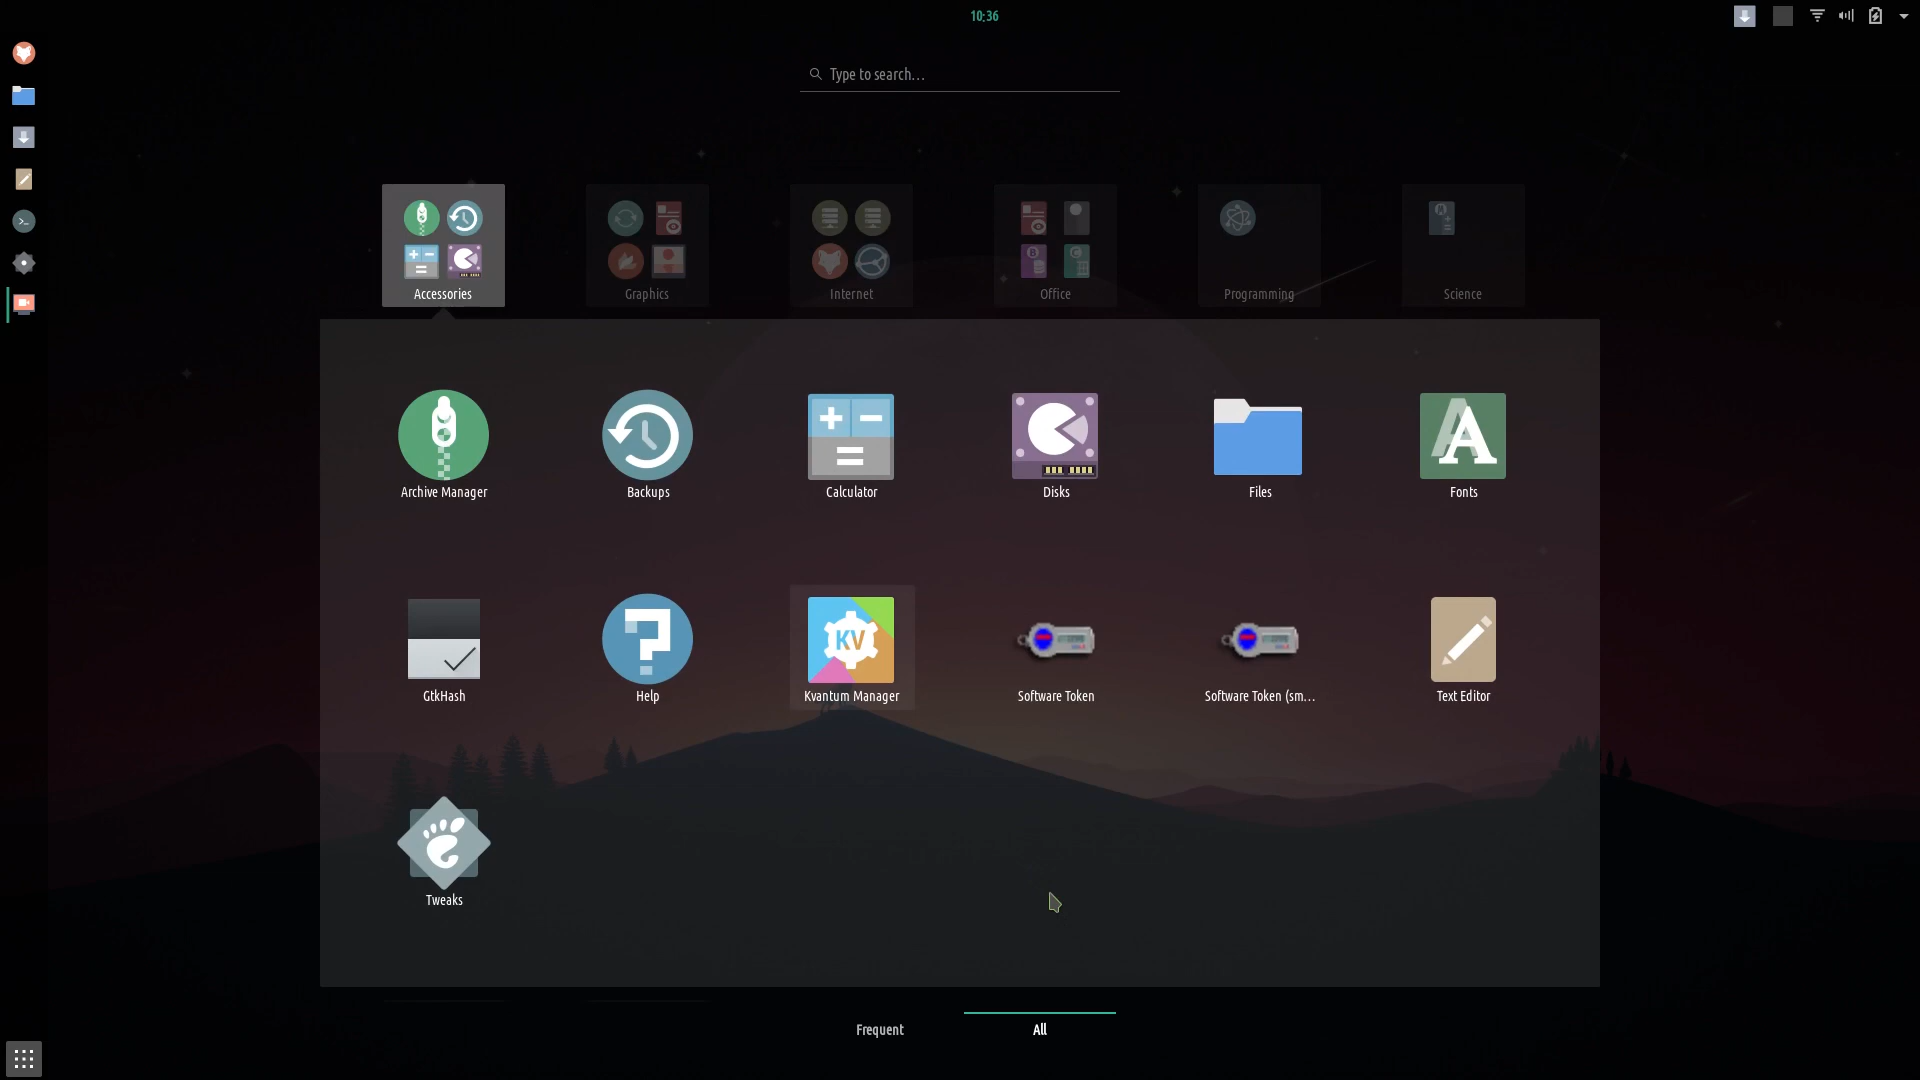 10:36
Type to search…
Accessories
Graphics
Internet
Office
Programming
Science
Archive Manager
Backups
Calculator
Disks
Files
Fonts
GtkHash
Help
KV
Kvantum Manager
Software Token
Software Token (sm…
Text Editor
Tweaks
Frequent
All